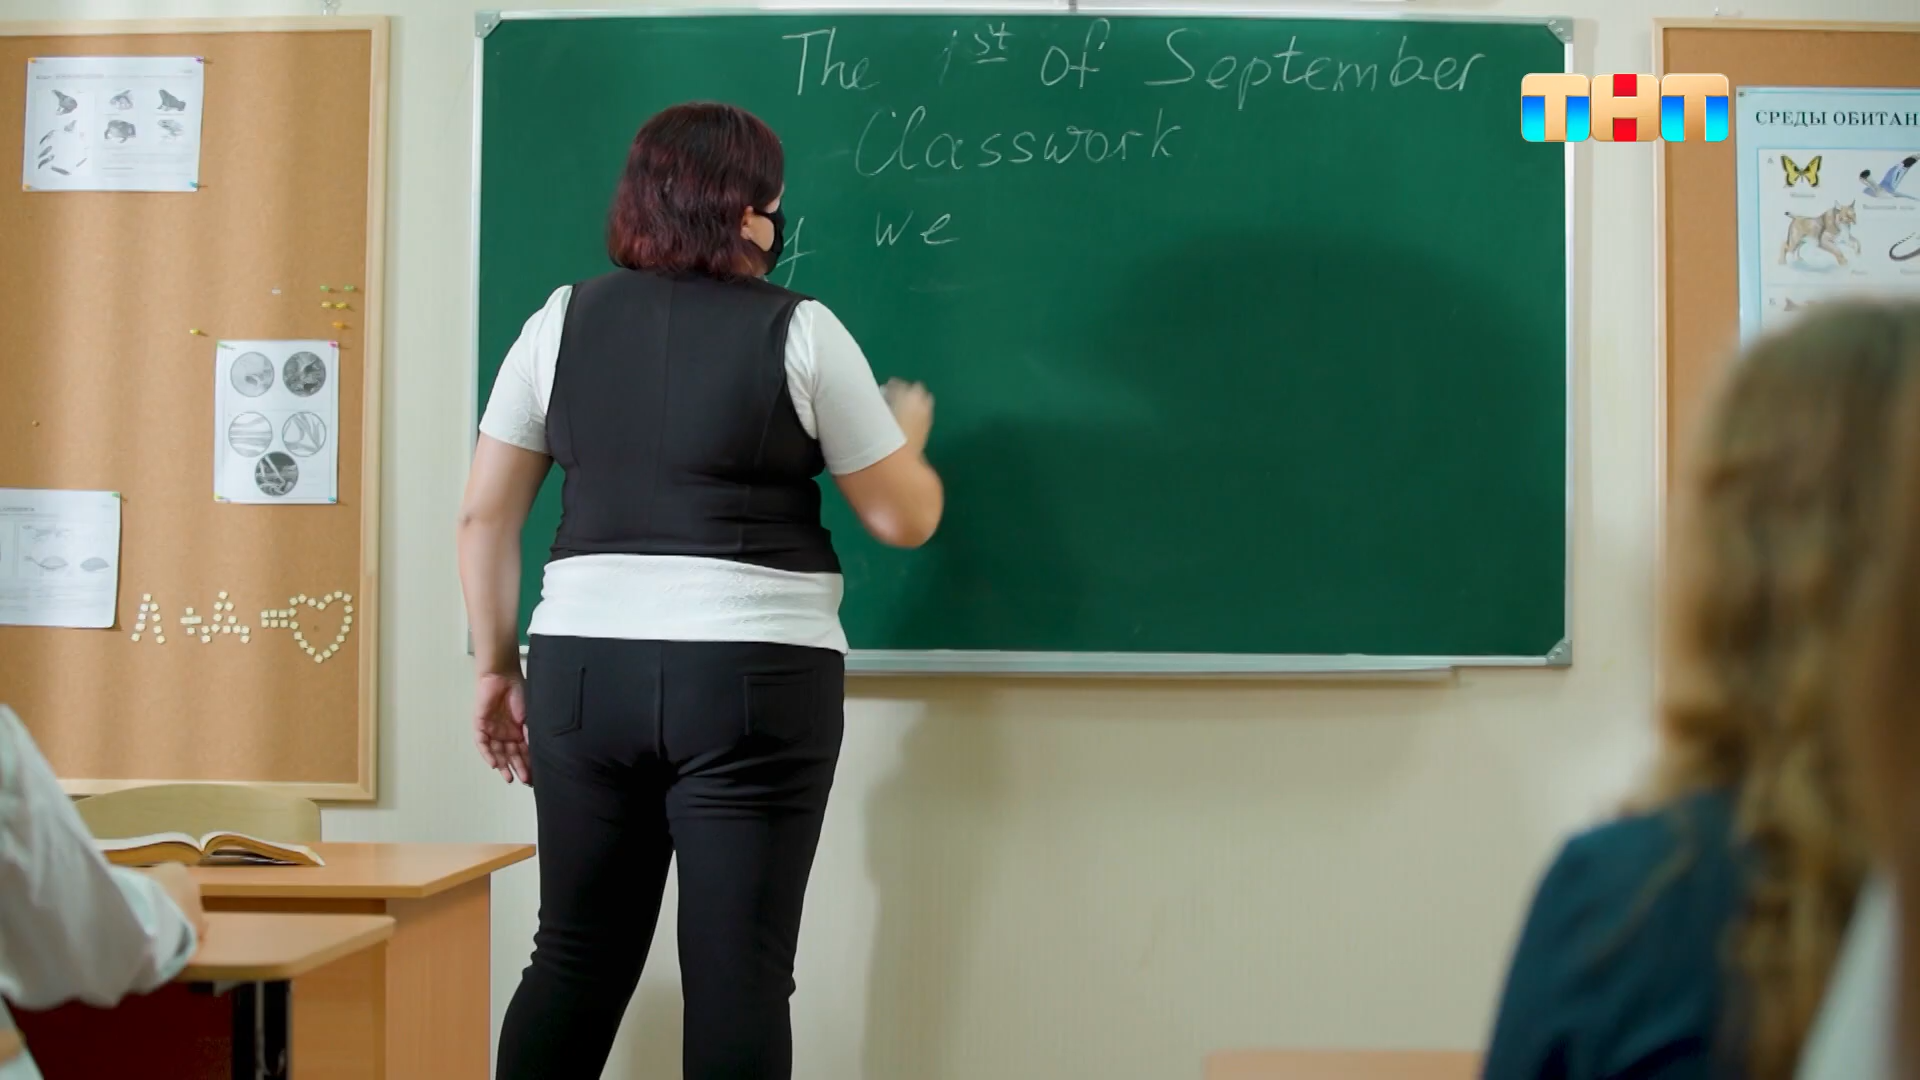 The 1st of September
Classwork
y we
ТНТ
СРЕДЫ ОБИТАН
А + А =